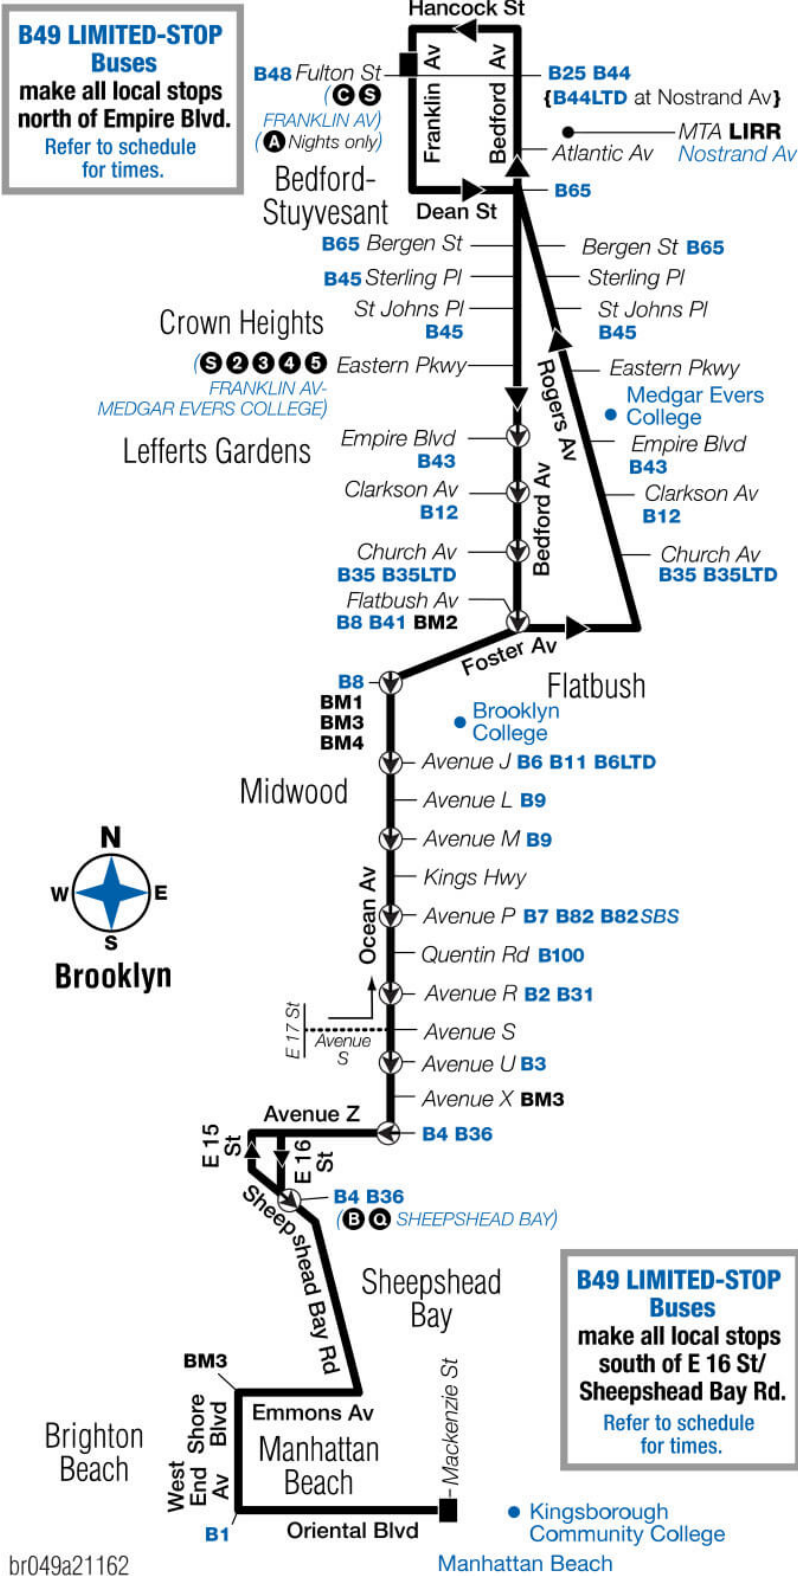 Hancock St
B49 LIMITED-STOP
Buses
make all local stops
north of Empire Blvd.
Refer to schedule
for times.
B48 Fulton St
(C S
FRANKLIN AV)
(A Nights only)
Franklin Av
Bedford Av
B25 B44
{B44LTD at Nostrand Av}
MTA LIRR
Nostrand Av
Atlantic Av
Bedford-
Stuyvesant
Dean St
B65
B65 Bergen St
Bergen St B65
B45 Sterling Pl
Sterling Pl
St Johns Pl
B45
St Johns Pl
B45
Crown Heights
(S 2 3 4 5 Eastern Pkwy
FRANKLIN AV-
MEDGAR EVERS COLLEGE)
Rogers Av
Eastern Pkwy
Medgar Evers
College
Lefferts Gardens
Empire Blvd
B43
Empire Blvd
B43
Clarkson Av
B12
Clarkson Av
B12
Bedford Av
Church Av
B35 B35LTD
Church Av
B35 B35LTD
Flatbush Av
B8 B41 BM2
Foster Av
Flatbush
B8
BM1
BM3
BM4
Brooklyn
College
Midwood
Avenue J B6 B11 B6LTD
Avenue L B9
Avenue M B9
Kings Hwy
Ocean Av
Avenue P B7 B82 B82SBS
Quentin Rd B100
Avenue R B2 B31
Avenue S
Avenue U B3
Avenue X BM3
N
W E
S
Brooklyn
E 17 St
Avenue
S
Avenue Z
B4 B36
E 15
St
E 16
St
B4 B36
(B Q SHEEPSHEAD BAY)
Sheepshead Bay Rd
Sheepshead
Bay
B49 LIMITED-STOP
Buses
make all local stops
south of E 16 St/
Sheepshead Bay Rd.
Refer to schedule
for times.
BM3
Emmons Av
Shore
Blvd
West
End
Av
Brighton
Beach
Manhattan
Beach
Mackenzie St
B1
Oriental Blvd
Kingsborough
Community College
Manhattan Beach
br049a21162